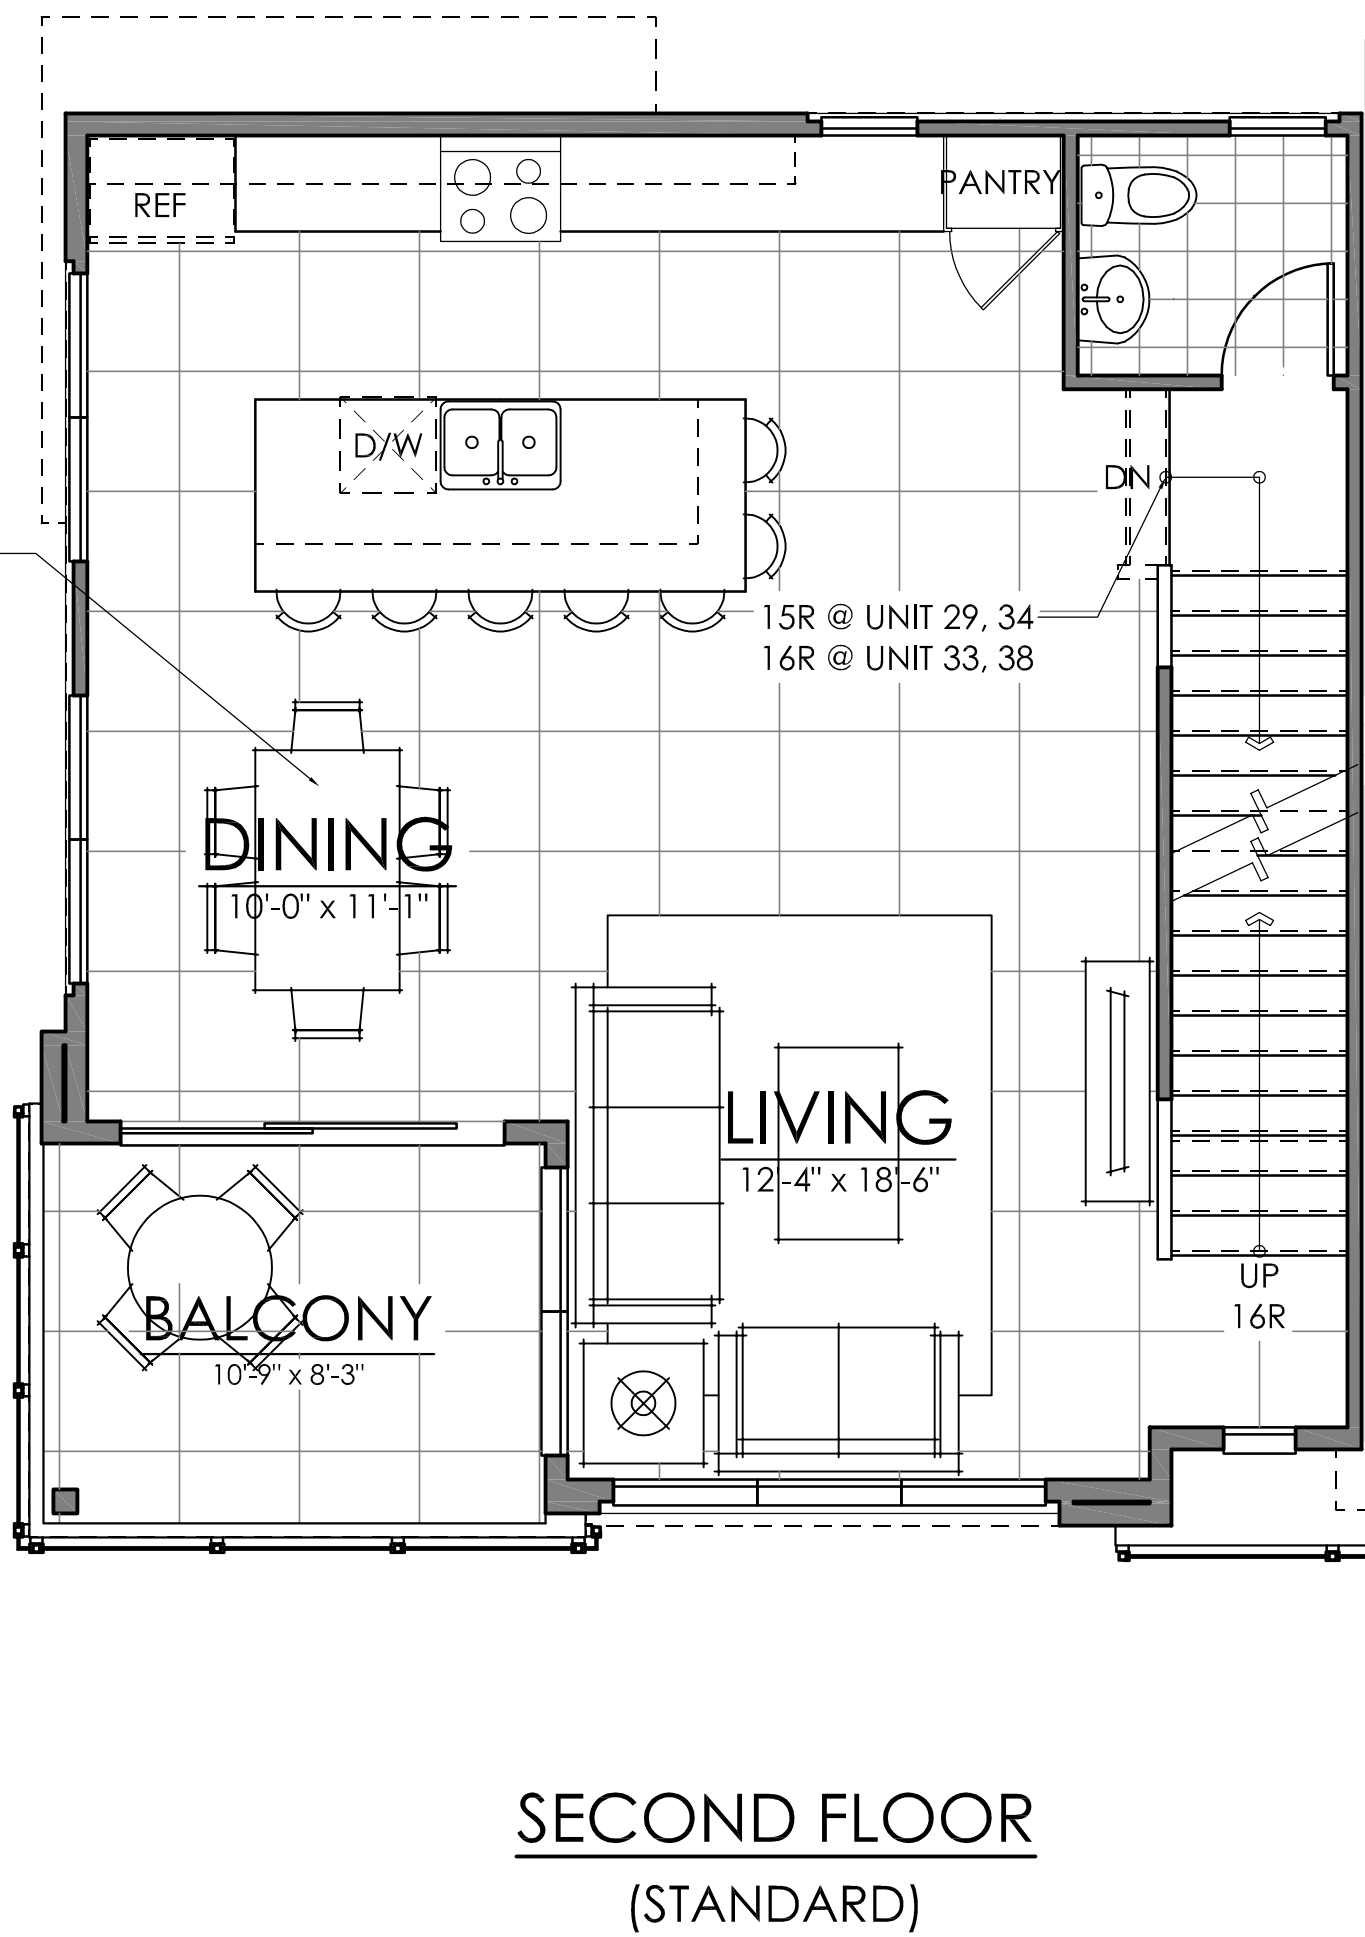 REF
PANTRY
D/W
DN
15R @ UNIT 29, 34
16R @ UNIT 33, 38
DINING
10'-0" x 11'-1"
LIVING
12'-4" x 18'-6"
UP
16R
BALCONY
10'-9" x 8'-3"
SECOND FLOOR
(STANDARD)